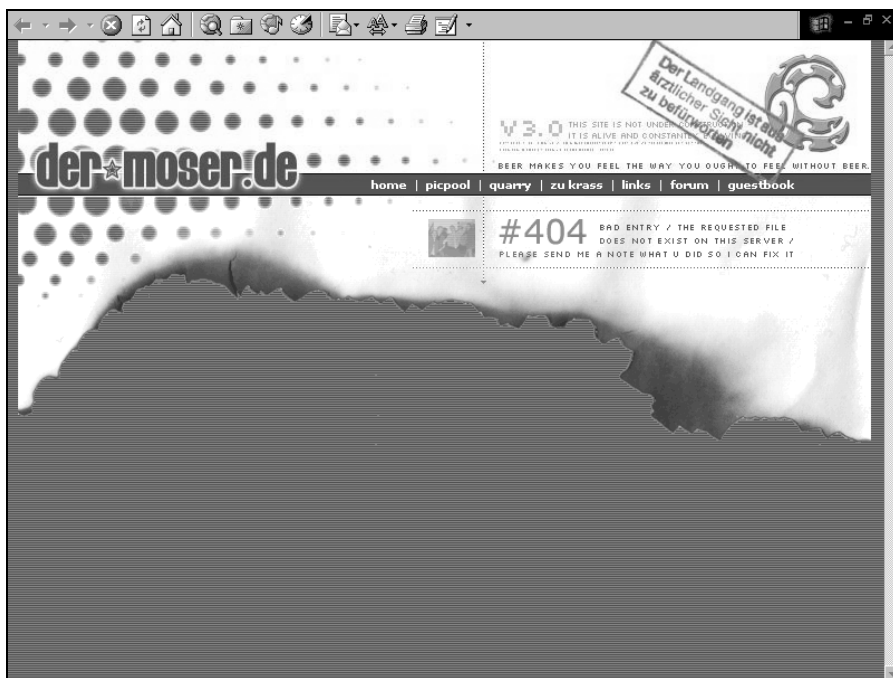 Der Landgang ist aus
ärztlicher Sicht nicht
zu befürworten
V3.0 THIS SITE IS NOT UNDER CONSTRUCTION
IT IS ALIVE AND CONSTANTLY
BEER MAKES YOU FEEL THE WAY YOU OUGHT TO FEEL WITHOUT BEER.
der moser.de
home | picpool | quarry | zu krass | links | forum | guestbook
#404 BAD ENTRY / THE REQUESTED FILE
DOES NOT EXIST ON THIS SERVER /
PLEASE SEND ME A NOTE WHAT U DID SO I CAN FIX IT